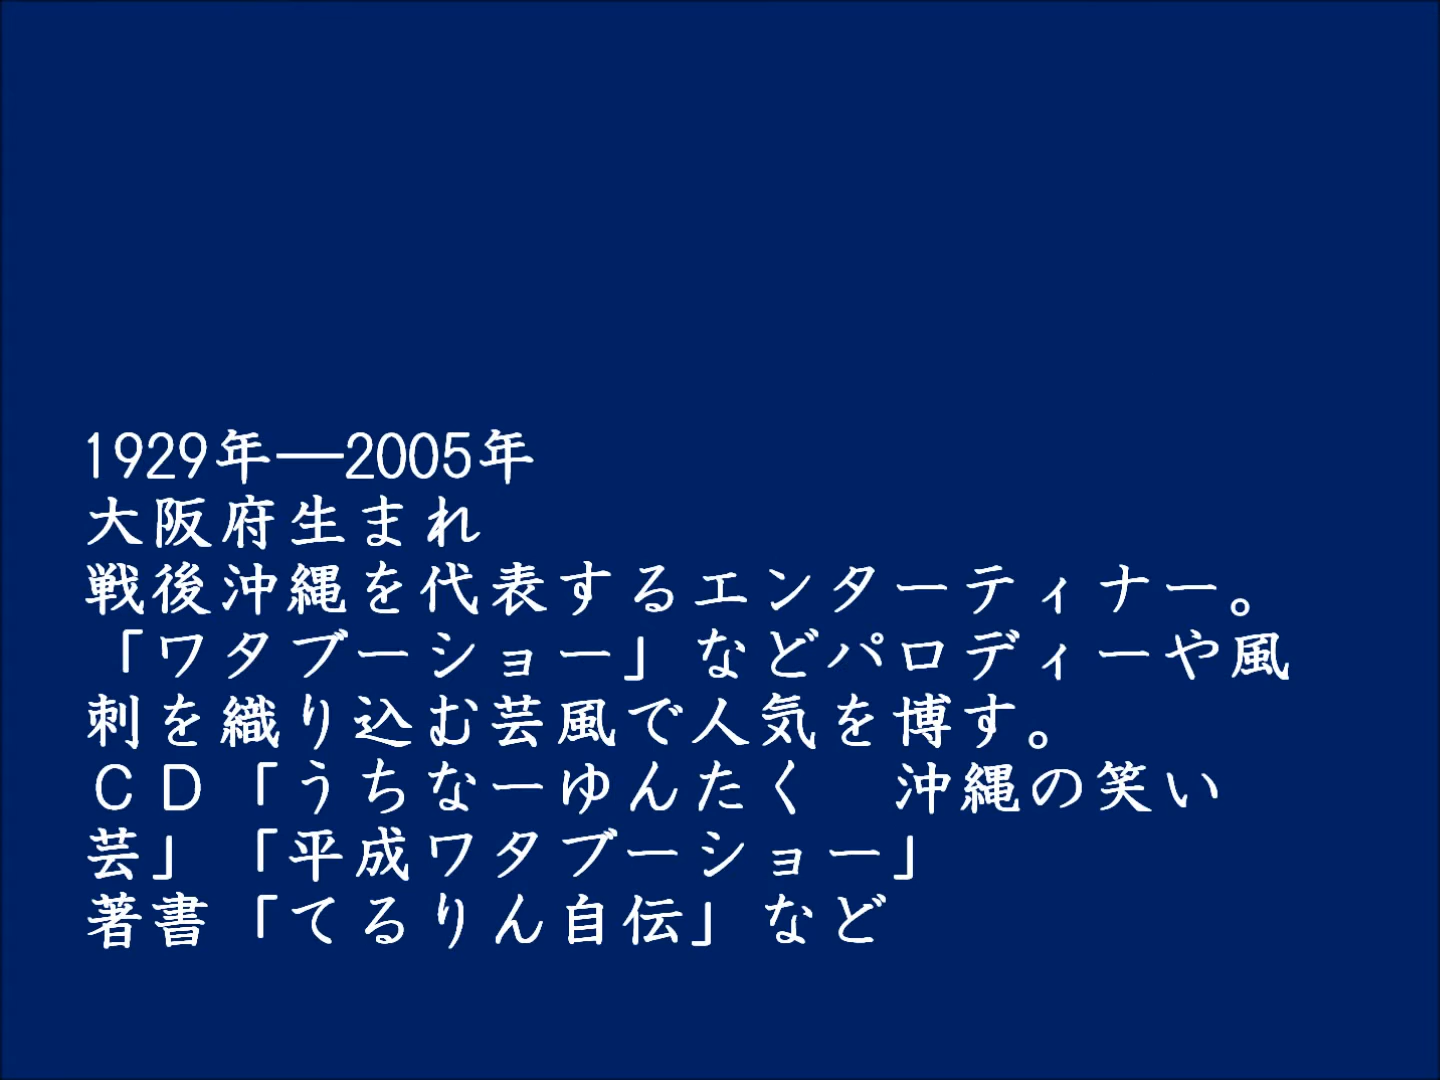 1929年―2005年
大阪府生まれ
戦後沖縄を代表するエンターティナー。
「ワタブーショー」などパロディーや風
刺を織り込む芸風で人気を博す。
ＣＤ「うちなーゆんたく　沖縄の笑い
芸」「平成ワタブーショー」
著書「てるりん自伝」など